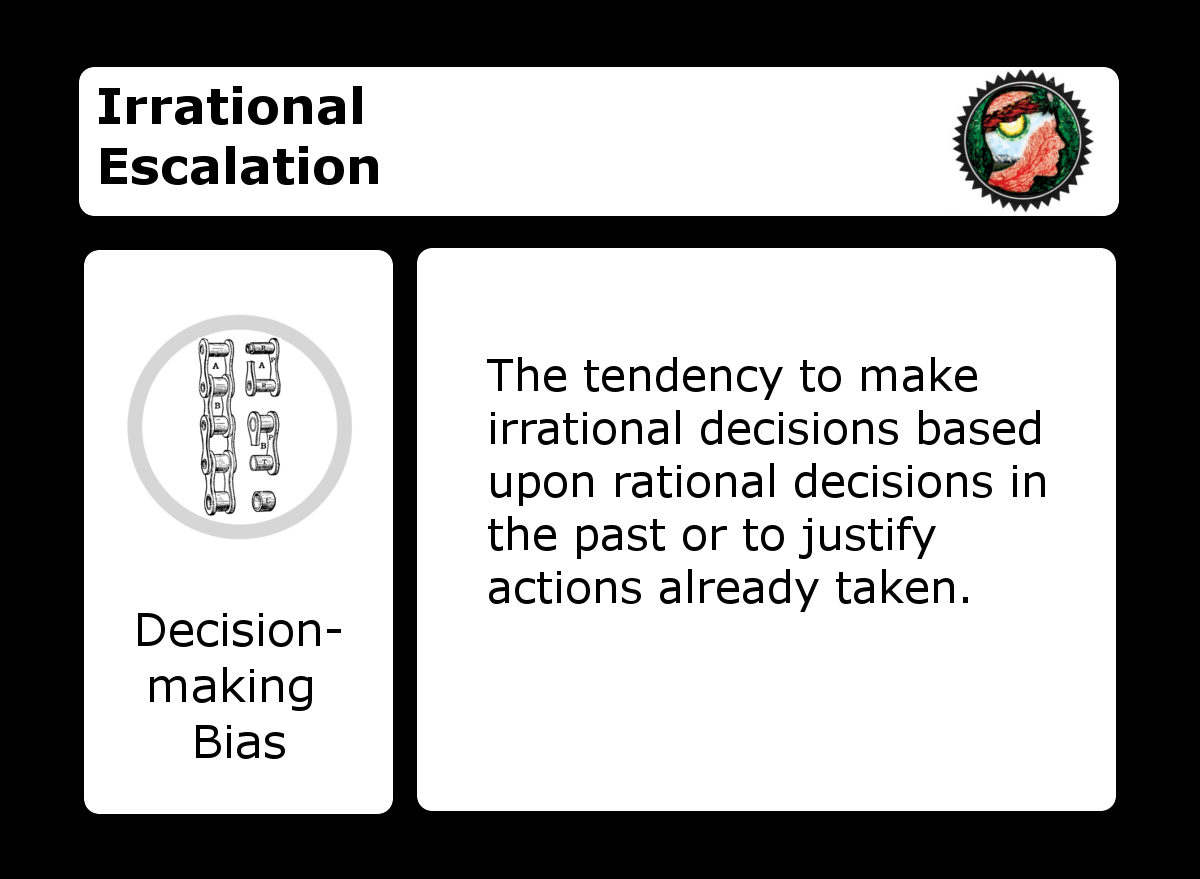 Irrational
Escalation
A
B
A
B
Decision-
making
Bias
The tendency to make
irrational decisions based
upon rational decisions in
the past or to justify
actions already taken.